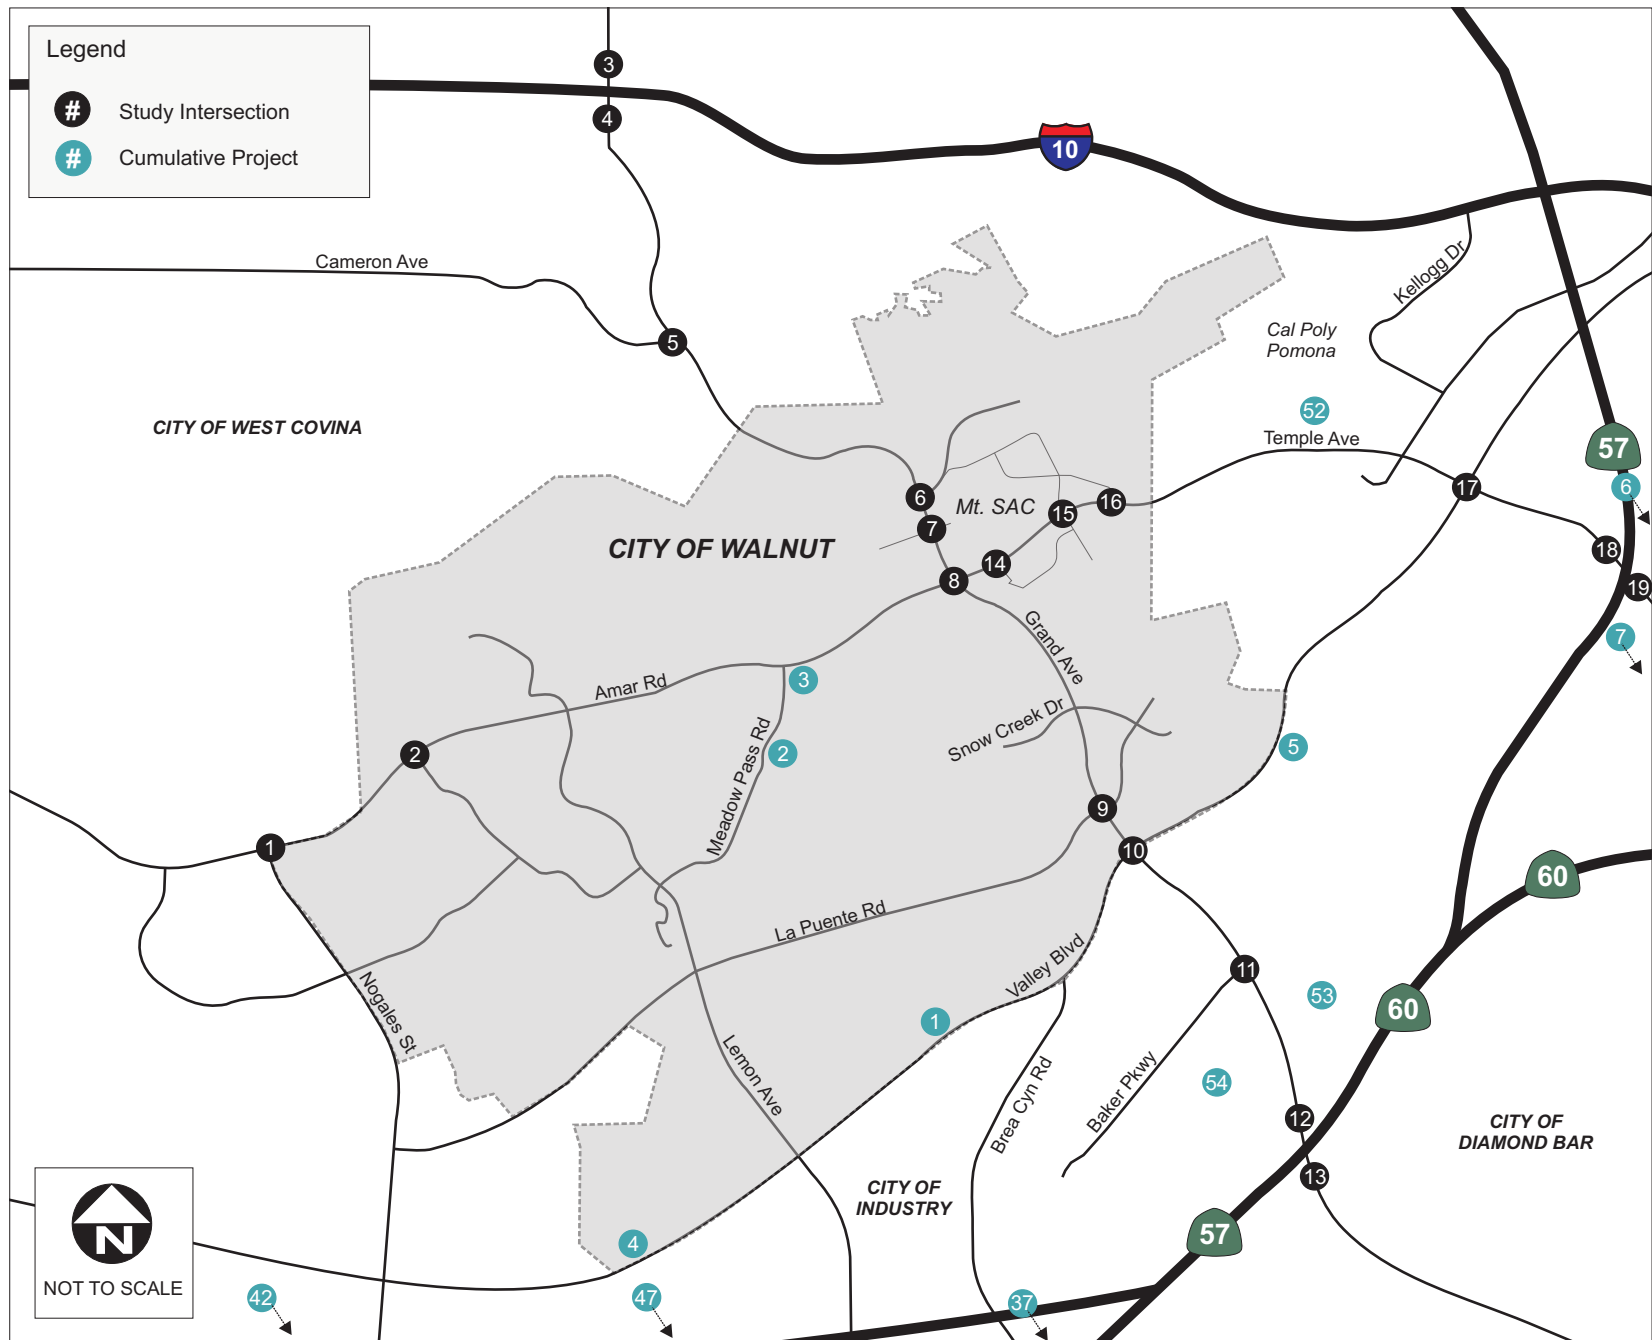 Legend
# Study Intersection
# Cumulative Project
3
4
10
Cameron Ave
Kellogg Dr
5
Cal Poly
Pomona
52
CITY OF WEST COVINA
Temple Ave
57
6
17
6
Mt. SAC
16
15
7
CITY OF WALNUT
18
14
8
19
Grand Ave
7
3
Amar Rd
Snow Creek Dr
Meadow Pass Rd
2
2
5
9
1
10
60
La Puente Rd
Valley Blvd
11
Nogales St
53
60
1
Lemon Ave
Brea Cyn Rd
Baker Pkwy
54
12
CITY OF
DIAMOND BAR
13
CITY OF
INDUSTRY
57
4
N
NOT TO SCALE
42
47
37